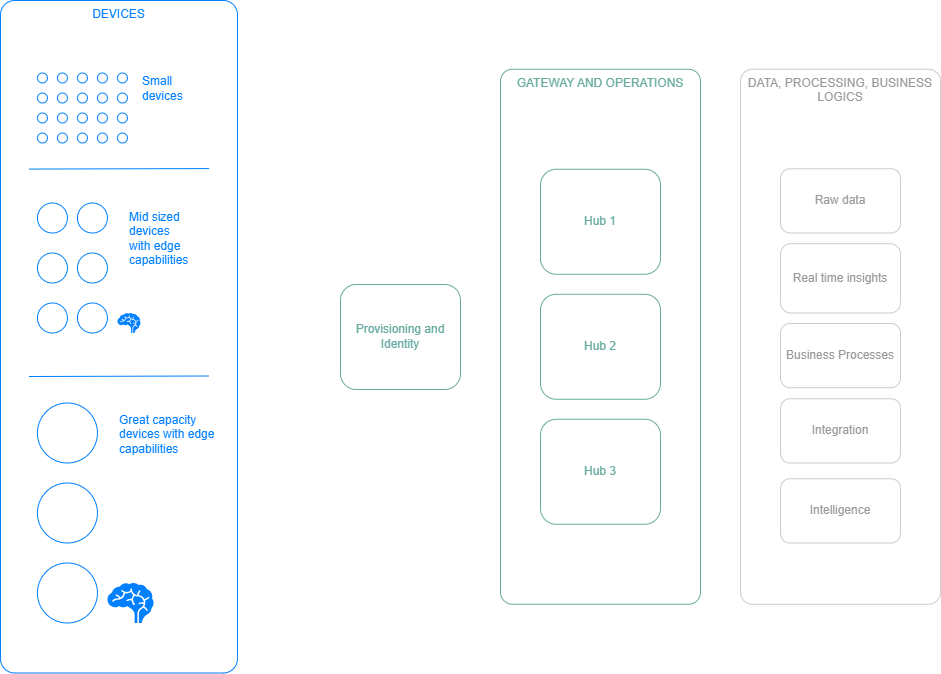 DEVICES
Small
devices
Mid sized
devices
with edge
capabilities
Great capacity
devices with edge
capabilities
Provisioning and
Identity
GATEWAY AND OPERATIONS
Hub 1
Hub 2
Hub 3
DATA, PROCESSING, BUSINESS
LOGICS
Raw data
Real time insights
Business Processes
Integration
Intelligence